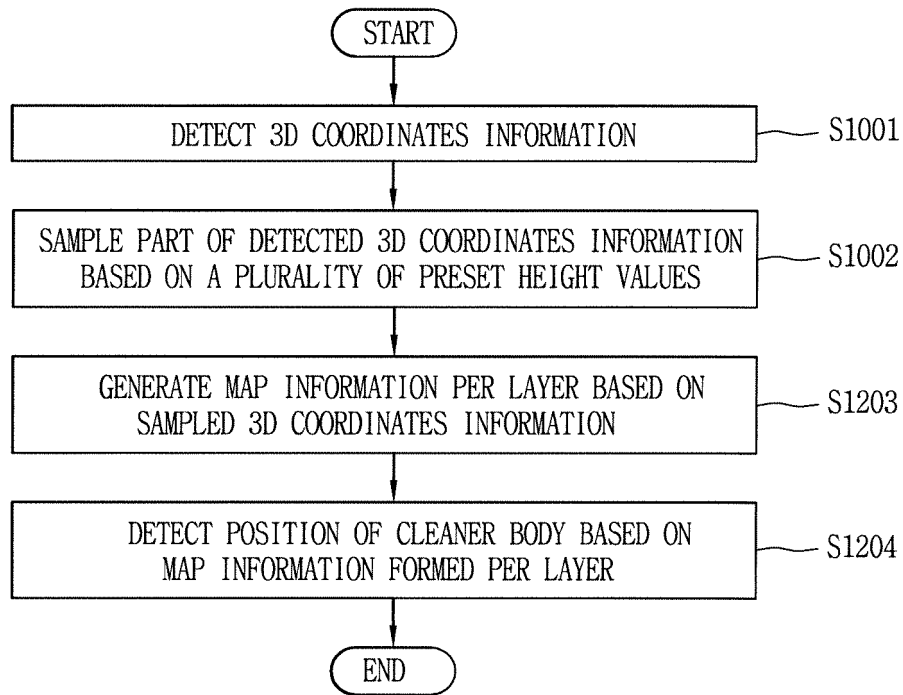 START
DETECT 3D COORDINATES INFORMATION
S1001
SAMPLE PART OF DETECTED 3D COORDINATES INFORMATION
BASED ON A PLURALITY OF PRESET HEIGHT VALUES
S1002
GENERATE MAP INFORMATION PER LAYER BASED ON
SAMPLED 3D COORDINATES INFORMATION
S1203
DETECT POSITION OF CLEANER BODY BASED ON
MAP INFORMATION FORMED PER LAYER
S1204
END